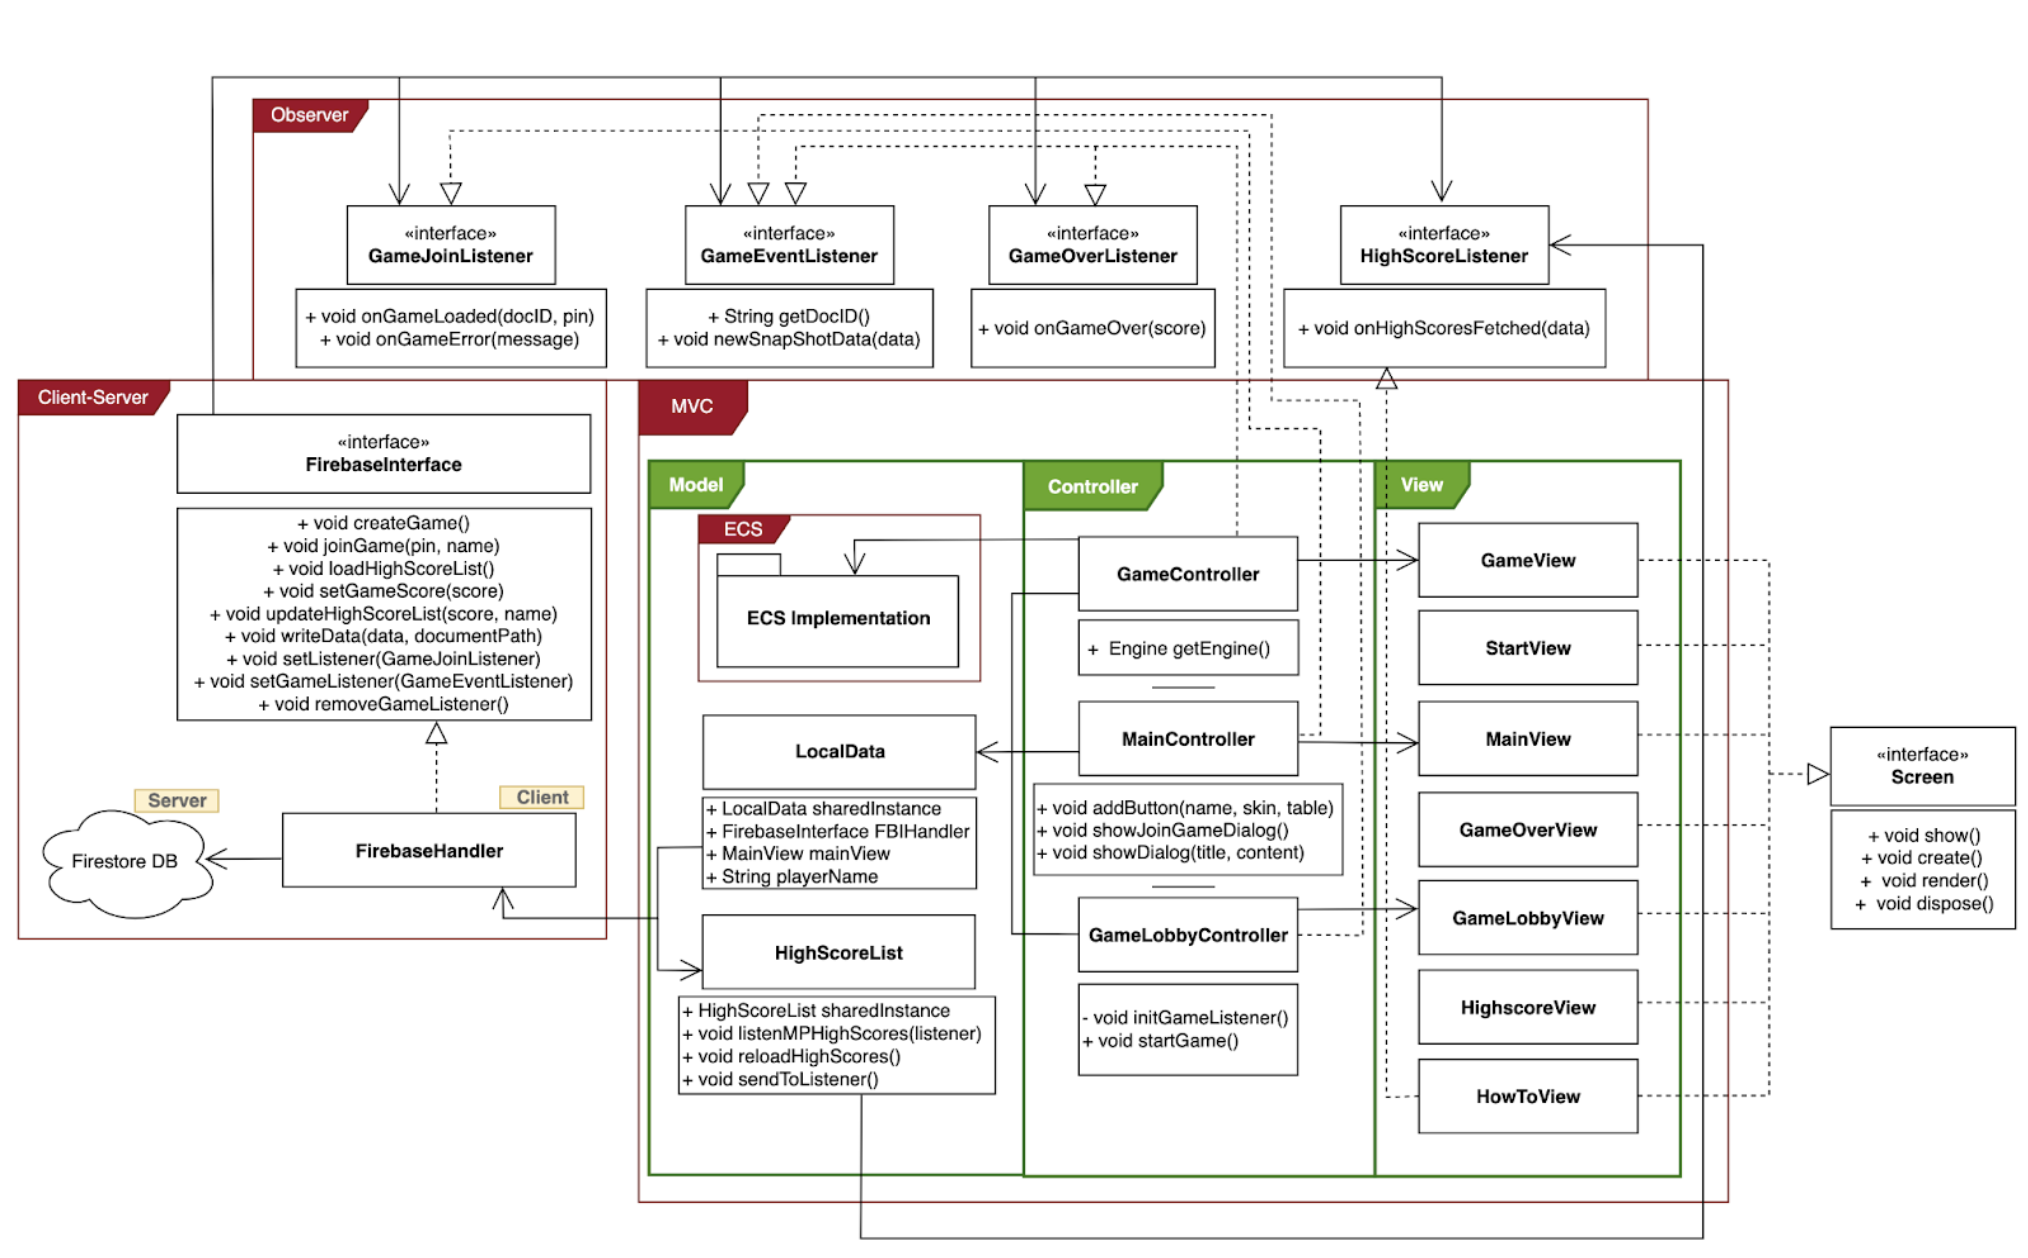 Observer
«interface»
GameJoinListener
+ void onGameLoaded(docID, pin)
+ void onGameError(message)
«interface»
GameEventListener
+ String getDocID()
+ void newSnapShotData(data)
«interface»
GameOverListener
+ void onGameOver(score)
«interface»
HighScoreListener
+ void onHighScoresFetched(data)
Client-Server
«interface»
FirebaseInterface
+ void createGame()
+ void joinGame(pin, name)
+ void loadHighScoreList()
+ void setGameScore(score)
+ void updateHighScoreList(score, name)
+ void writeData(data, documentPath)
+ void setListener(GameJoinListener)
+ void setGameListener(GameEventListener)
+ void removeGameListener()
Server
Client
Firestore DB
FirebaseHandler
MVC
Model
ECS
ECS Implementation
LocalData
+ LocalData sharedInstance
+ FirebaseInterface FBIHandler
+ MainView mainView
+ String playerName
HighScoreList
+ HighScoreList sharedInstance
+ void listenMPHighScores(listener)
+ void reloadHighScores()
+ void sendToListener()
Controller
GameController
+ Engine getEngine()
MainController
+ void addButton(name, skin, table)
+ void showJoinGameDialog()
+ void showDialog(title, content)
GameLobbyController
- void initGameListener()
+ void startGame()
View
GameView
StartView
MainView
GameOverView
GameLobbyView
HighscoreView
HowToView
«interface»
Screen
+ void show()
+ void create()
+ void render()
+ void dispose()